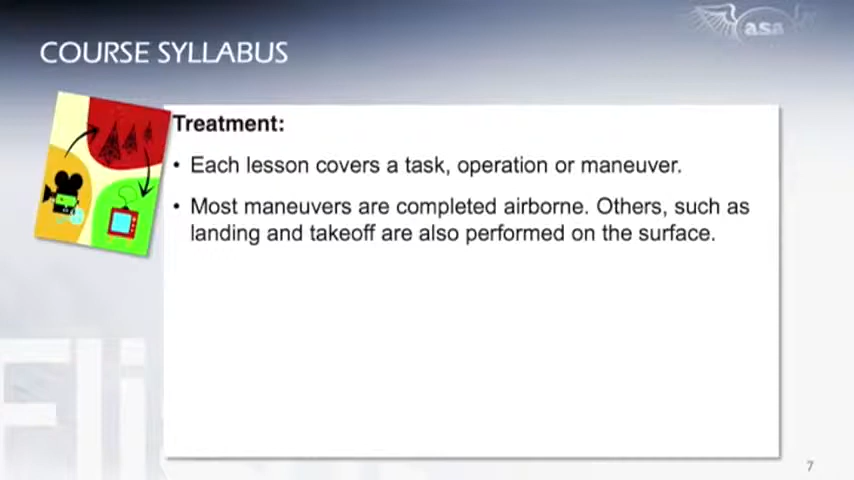 asa
COURSE SYLLABUS
Treatment:
• Each lesson covers a task, operation or maneuver.
• Most maneuvers are completed airborne. Others, such as
landing and takeoff are also performed on the surface.
Fli
7